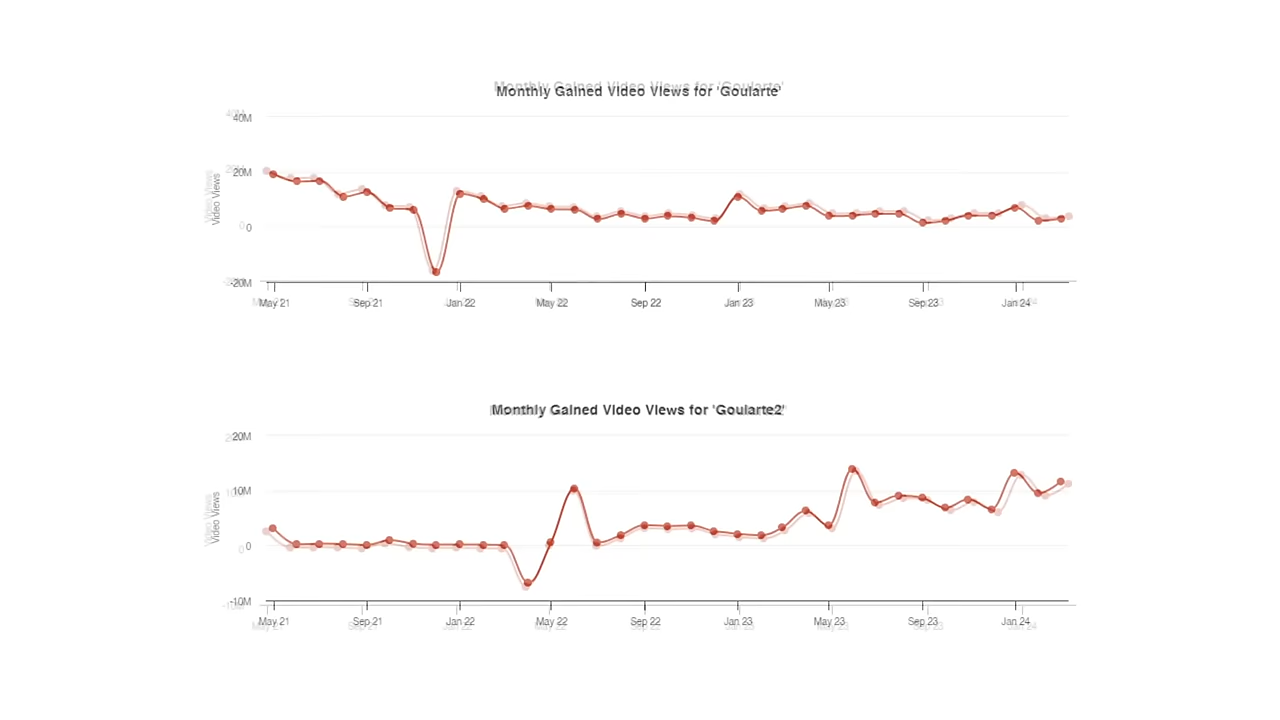 Monthly Gained Video Views for 'Goularte'
40M
20M
0
-20M
Video Views
May 21 Sep 21 Jan 22 May 22 Sep 22 Jan 23 May 23 Sep 23 Jan 24
Monthly Gained Video Views for 'Goularte2'
20M
10M
0
-10M
Video Views
May 21 Sep 21 Jan 22 May 22 Sep 22 Jan 23 May 23 Sep 23 Jan 24